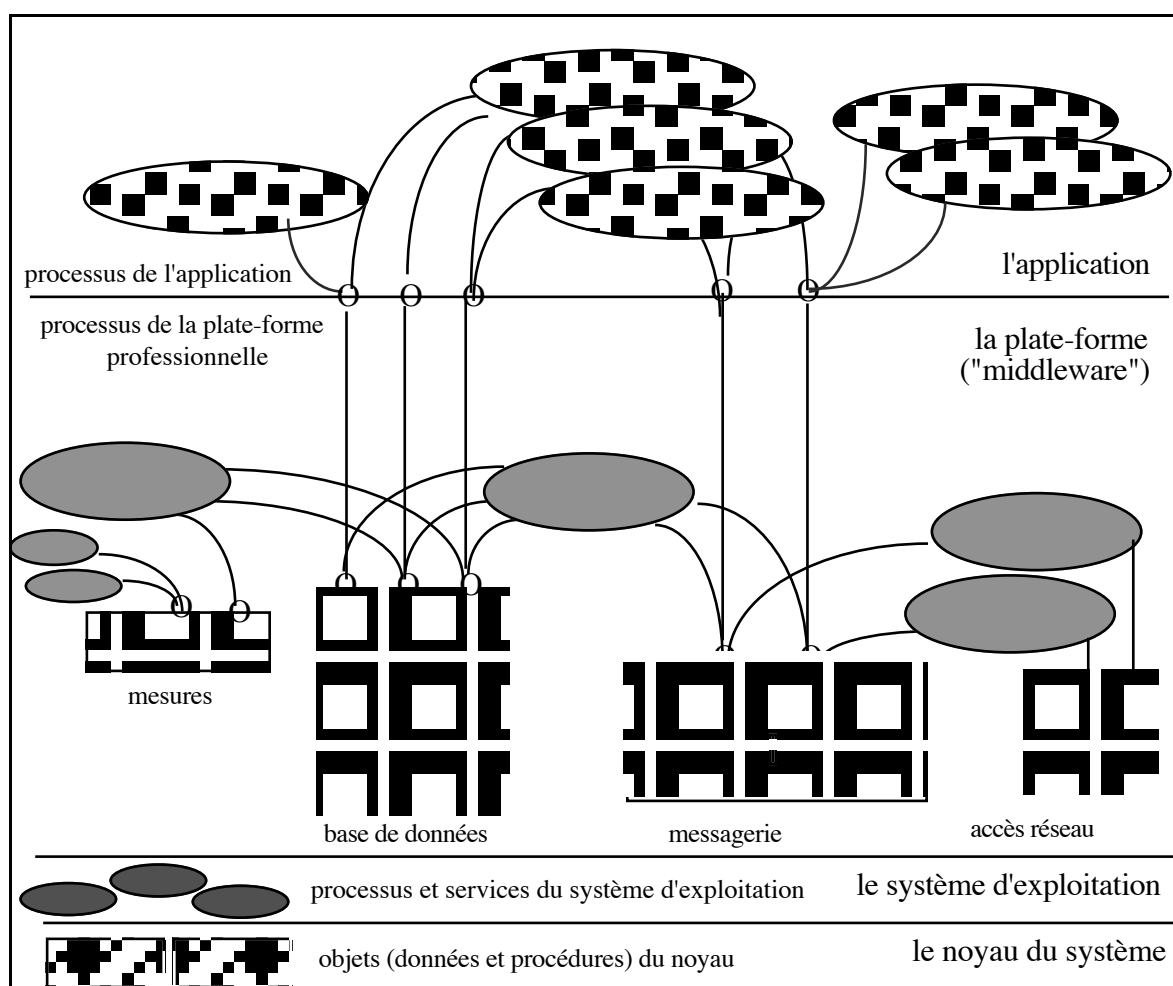 l'application
processus de l'application
O O O O O
processus de la plate-forme
professionnelle
la plate-forme
("middleware")
O O O
O O
mesures
base de données
messagerie
accès réseau
processus et services du système d'exploitation
le système d'exploitation
objets (données et procédures) du noyau
le noyau du système